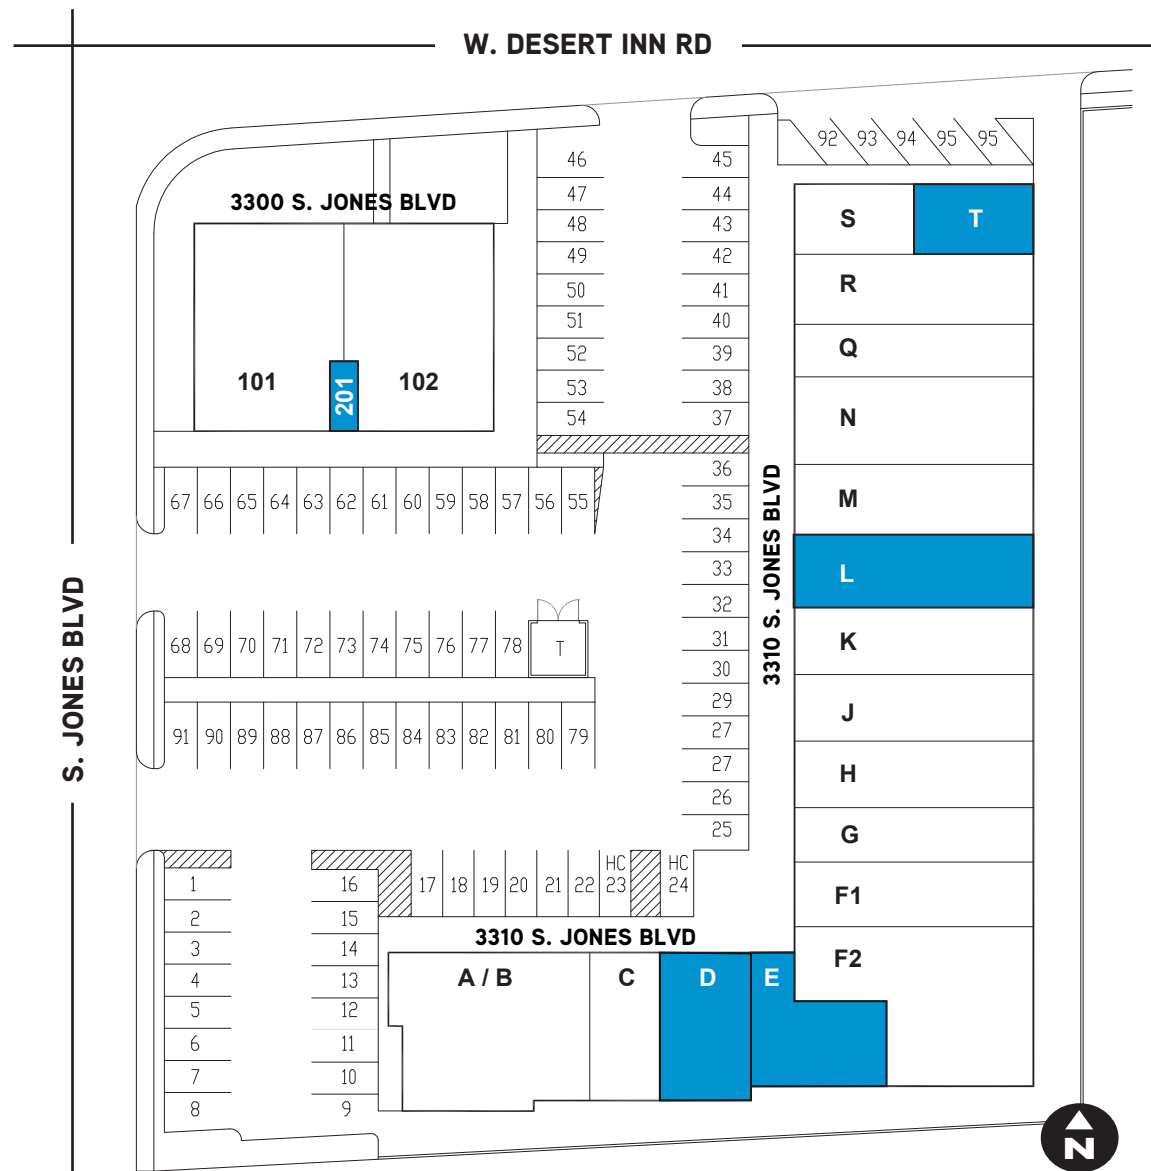 W. DESERT INN RD
92 93 94 95 95
46 45
3300 S. JONES BLVD
47 44
S T
48 43
49 42
R
50 41
51 40
Q
52 39
101 201 102
53 38
54 37
N
36
67 66 65 64 63 62 61 60 59 58 57 56 55
35
M
34
3310 S. JONES BLVD
33
L
32
S. JONES BLVD
68 69 70 71 72 73 74 75 76 77 78 T
31
K
30
29
J
91 90 89 88 87 86 85 84 83 82 81 80 79
27
27
H
26
25
G
HC HC
1 16 17 18 19 20 21 22 23 24
F1
2 15
3310 S. JONES BLVD
3 14
F2
A / B C D E
4 13
5 12
6 11
7 10
8 9
N